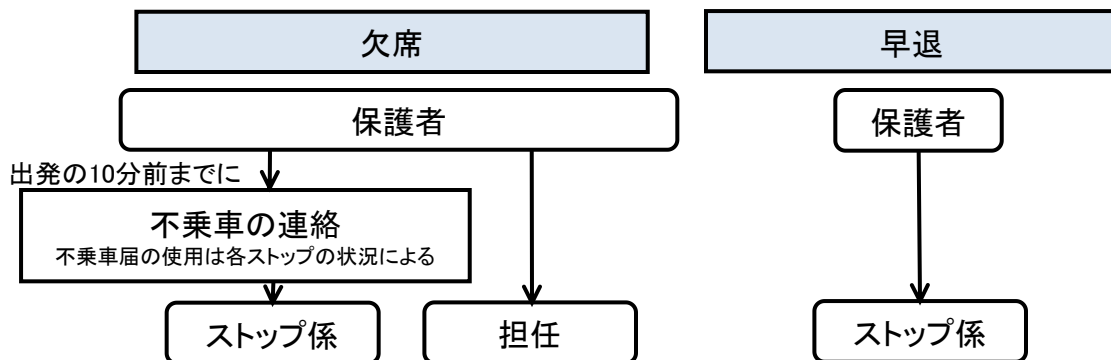 欠席
早退
保護者
保護者
出発の10分前までに
不乗車の連絡
不乗車届の使用は各ストップの状況による
ストップ係
担任
ストップ係